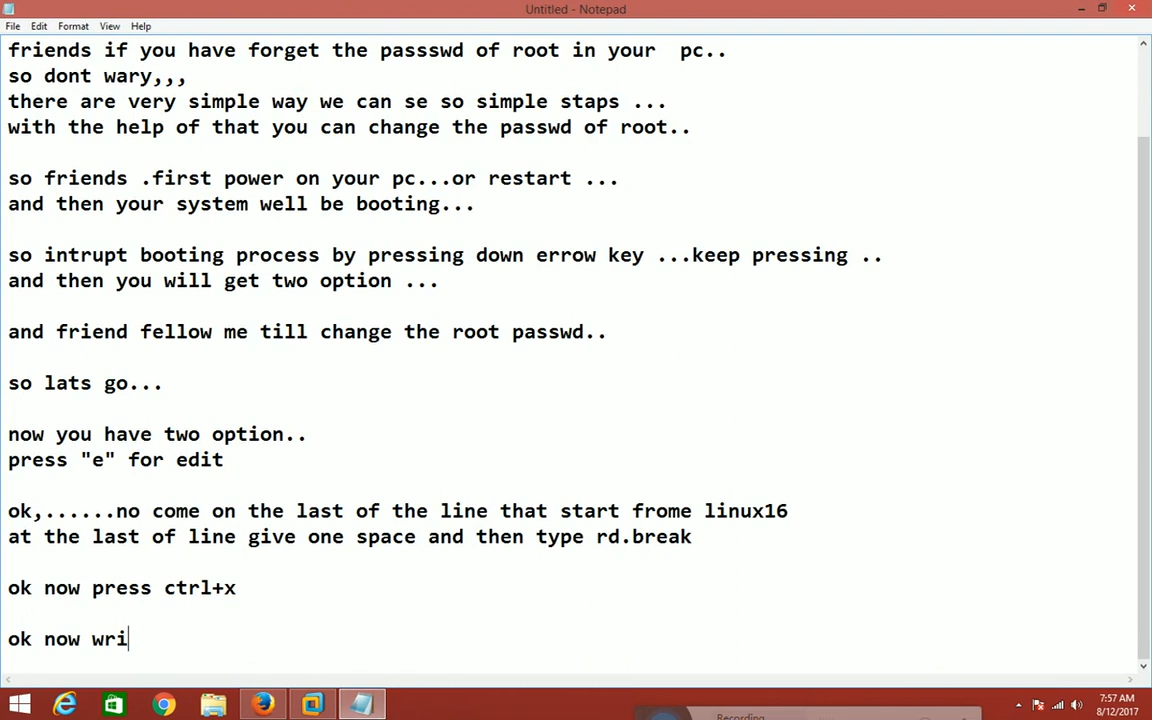 Untitled - Notepad
File Edit Format View Help
friends if you have forget the passswd of root in your  pc..
so dont wary,,,
there are very simple way we can se so simple staps ...
with the help of that you can change the passwd of root..
so friends .first power on your pc...or restart ...
and then your system well be booting...
so intrupt booting process by pressing down errow key ...keep pressing ..
and then you will get two option ...
and friend fellow me till change the root passwd..
so lats go...
now you have two option..
press "e" for edit
ok,......no come on the last of the line that start frome linux16
at the last of line give one space and then type rd.break
ok now press ctrl+x
ok now wri
Recording
7:57 AM
8/12/2017